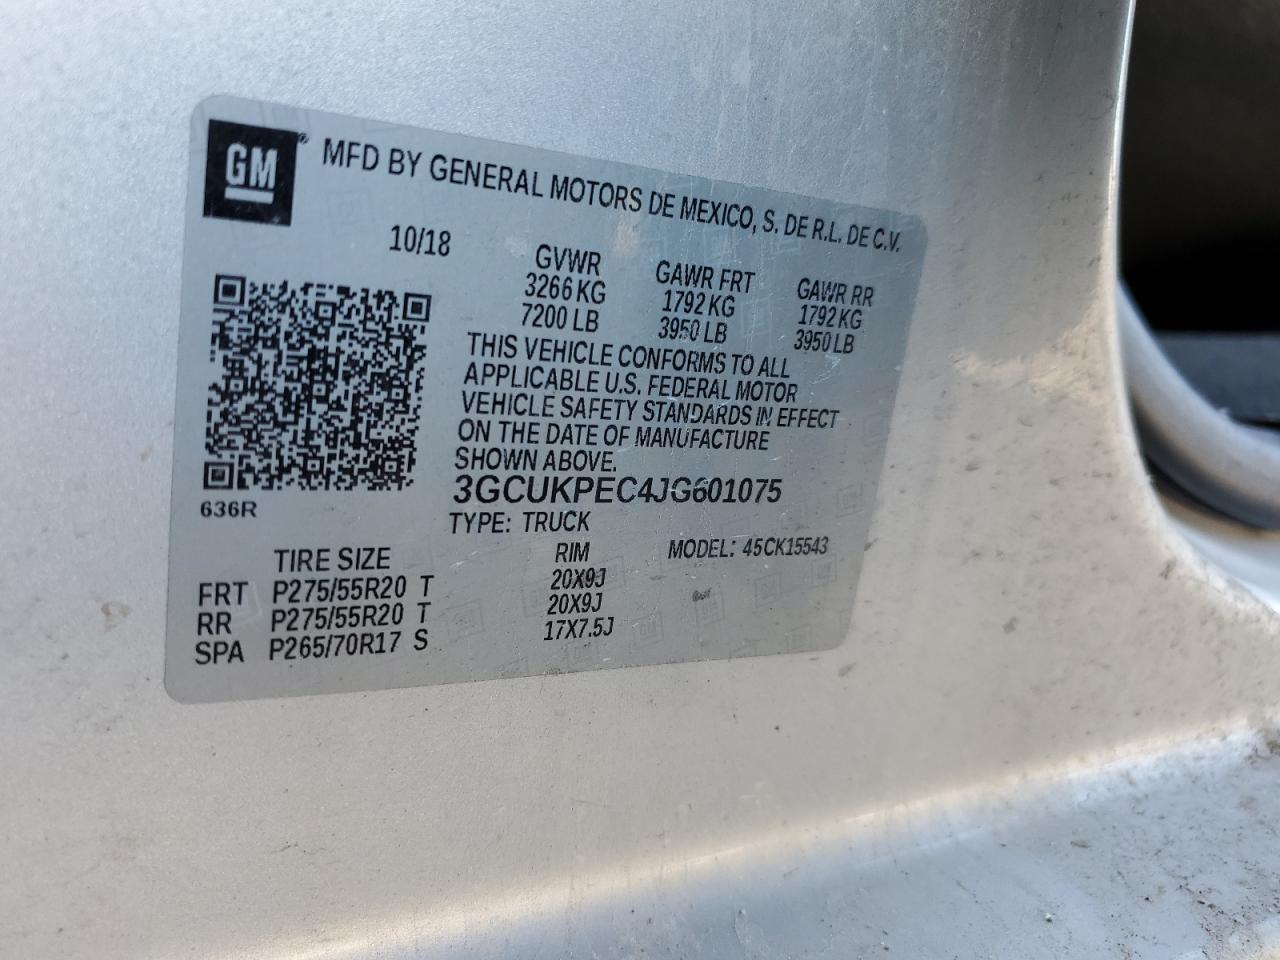 GM® MFD BY GENERAL MOTORS DE MEXICO, S. DE R.L. DE C.V.
10/18
GVWR GAWR FRT GAWR RR
3266 KG 1792 KG 1792 KG
7200 LB 3950 LB 3950 LB
THIS VEHICLE CONFORMS TO ALL
APPLICABLE U.S. FEDERAL MOTOR
VEHICLE SAFETY STANDARDS IN EFFECT
ON THE DATE OF MANUFACTURE
SHOWN ABOVE.
3GCUKPEC4JG601075
636R
TYPE: TRUCK
TIRE SIZE RIM MODEL: 45CK15543
FRT P275/55R20 T 20X9J
RR P275/55R20 T 20X9J
SPA P265/70R17 S 17X7.5J